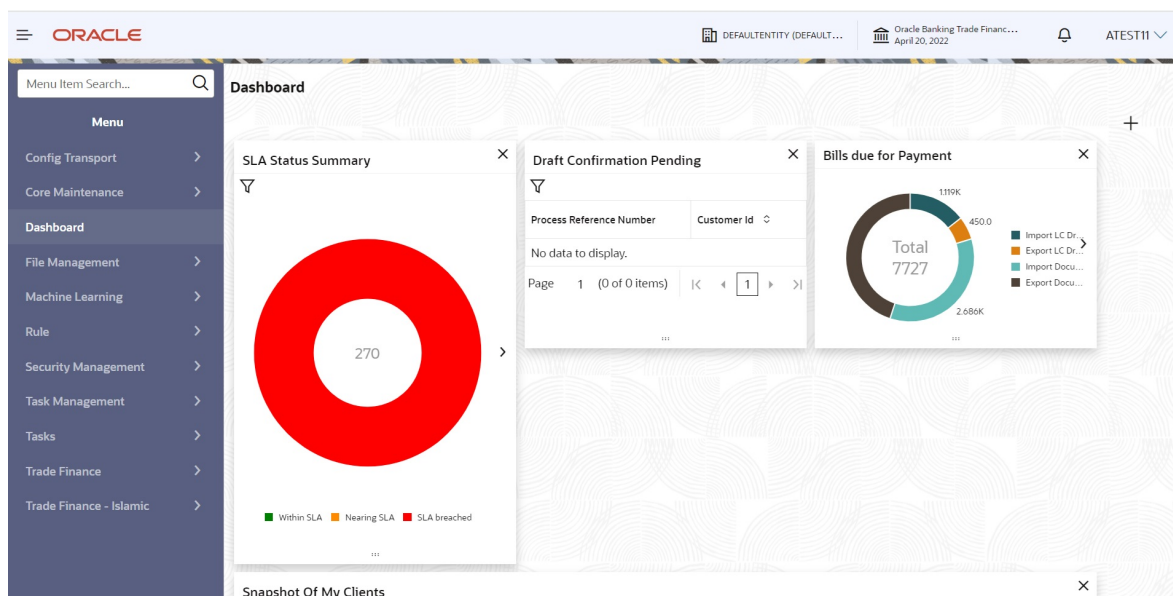 ORACLE
DEFAULTENTITY (DEFAULT...
Oracle Banking Trade Financ...
April 20, 2022
ATEST11
Menu Item Search...
Menu
Config Transport
Core Maintenance
Dashboard
File Management
Machine Learning
Rule
Security Management
Task Management
Tasks
Trade Finance
Trade Finance - Islamic
Dashboard
SLA Status Summary
270
Within SLA
Nearing SLA
SLA breached
Draft Confirmation Pending
Process Reference Number
Customer Id
No data to display.
Page 1 (0 of 0 items)
1
Bills due for Payment
1.119K
450.0
Total
7727
2.686K
Import LC Dr...
Export LC Dr...
Import Docu...
Export Docu...
Snapshot Of My Clients